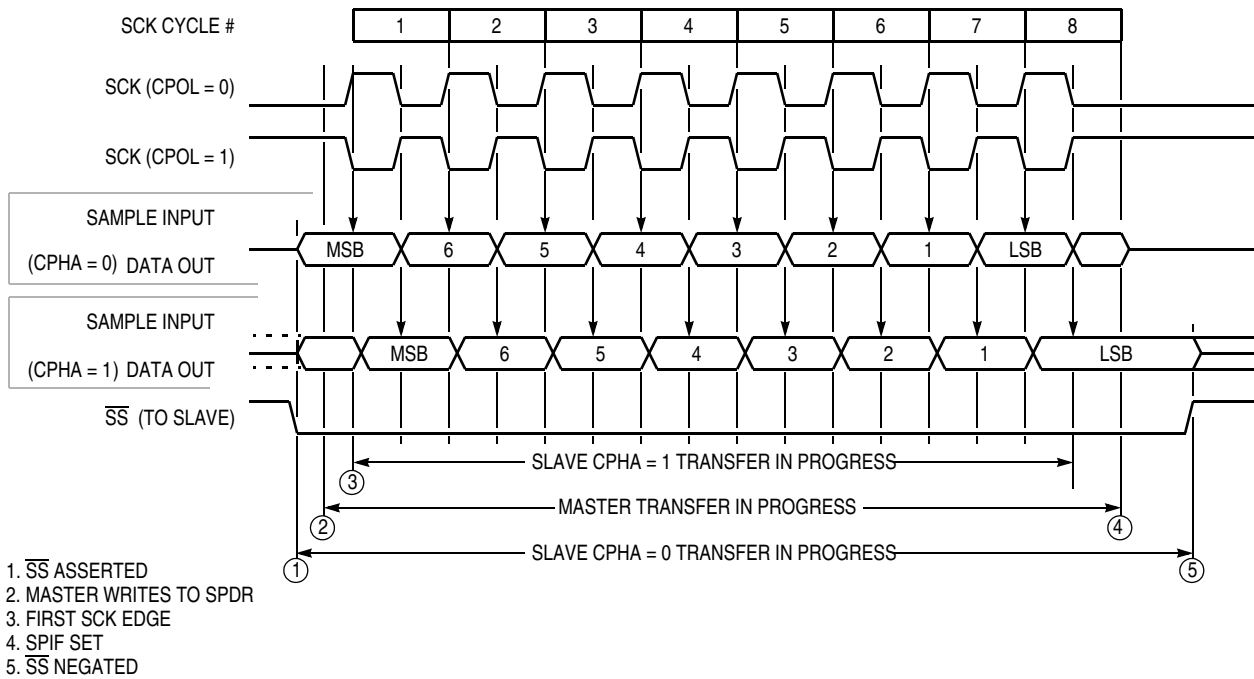 SCK CYCLE # 1 2 3 4 5 6 7 8
SCK (CPOL = 0)
SCK (CPOL = 1)
SAMPLE INPUT
(CPHA = 0) DATA OUT MSB 6 5 4 3 2 1 LSB
SAMPLE INPUT
(CPHA = 1) DATA OUT MSB 6 5 4 3 2 1 LSB
SS (TO SLAVE)
3 SLAVE CPHA = 1 TRANSFER IN PROGRESS
2 MASTER TRANSFER IN PROGRESS 4
1 SLAVE CPHA = 0 TRANSFER IN PROGRESS 5
1. SS ASSERTED
2. MASTER WRITES TO SPDR
3. FIRST SCK EDGE
4. SPIF SET
5. SS NEGATED